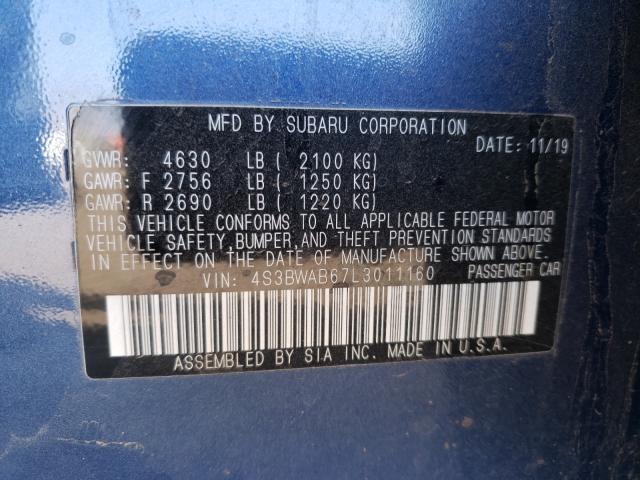 MFD BY SUBARU CORPORATION
DATE: 11/19
GVWR: 4630 LB ( 2100 KG)
GAWR: F 2756 LB ( 1250 KG)
GAWR: R 2690 LB ( 1220 KG)
THIS VEHICLE CONFORMS TO ALL APPLICABLE FEDERAL MOTOR
VEHICLE SAFETY, BUMPER, AND THEFT PREVENTION STANDARDS
IN EFFECT ON THE DATE OF MANUFACTURE SHOWN ABOVE.
VIN: 4S3BWAB67L3011160 PASSENGER CAR
ASSEMBLED BY SIA INC. MADE IN U.S.A.